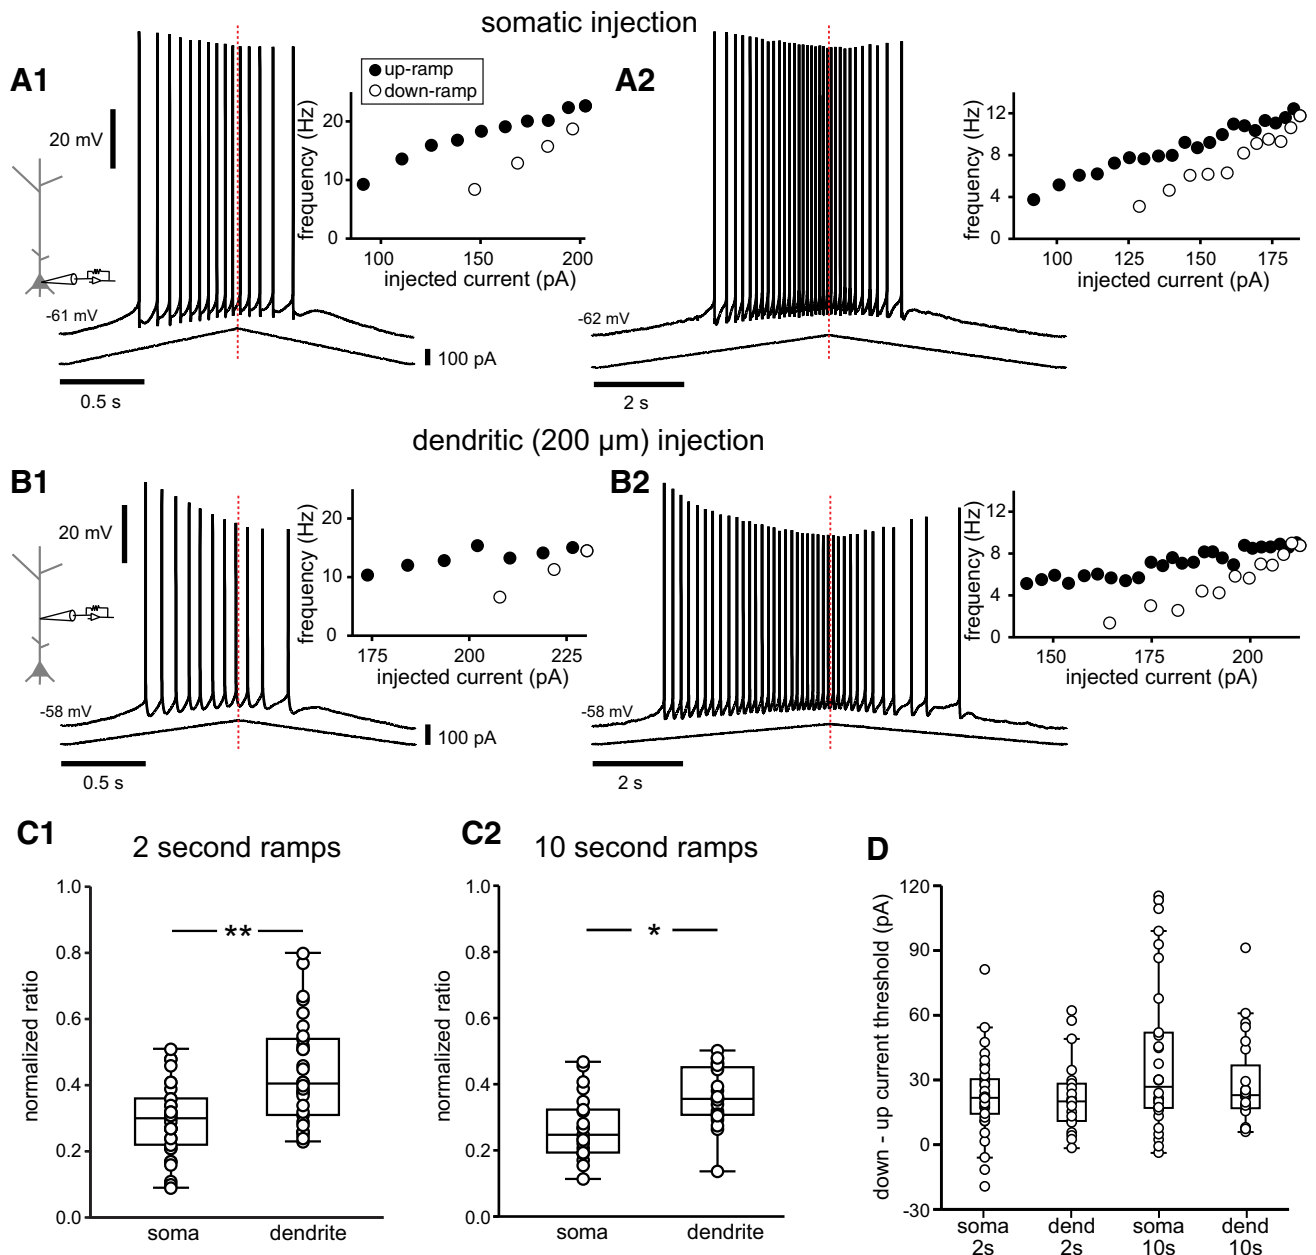 somatic injection
A1
20 mV
up-ramp
down-ramp
frequency (Hz)
20
10
0
100
150
200
injected current (pA)
-61 mV
100 pA
0.5 s
A2
frequency (Hz)
12
8
4
0
100
125
150
175
injected current (pA)
-62 mV
2 s
dendritic (200 µm) injection
B1
20 mV
frequency (Hz)
20
10
0
175
200
225
injected current (pA)
-58 mV
100 pA
0.5 s
B2
frequency (Hz)
12
8
4
0
150
175
200
injected current (pA)
-58 mV
2 s
C1
2 second ramps
normalized ratio
1.0
0.8
0.6
0.4
0.2
0.0
**
soma
dendrite
C2
10 second ramps
normalized ratio
1.0
0.8
0.6
0.4
0.2
0.0
*
soma
dendrite
D
down - up current threshold (pA)
120
90
60
30
0
-30
soma
2s
dend
2s
soma
10s
dend
10s